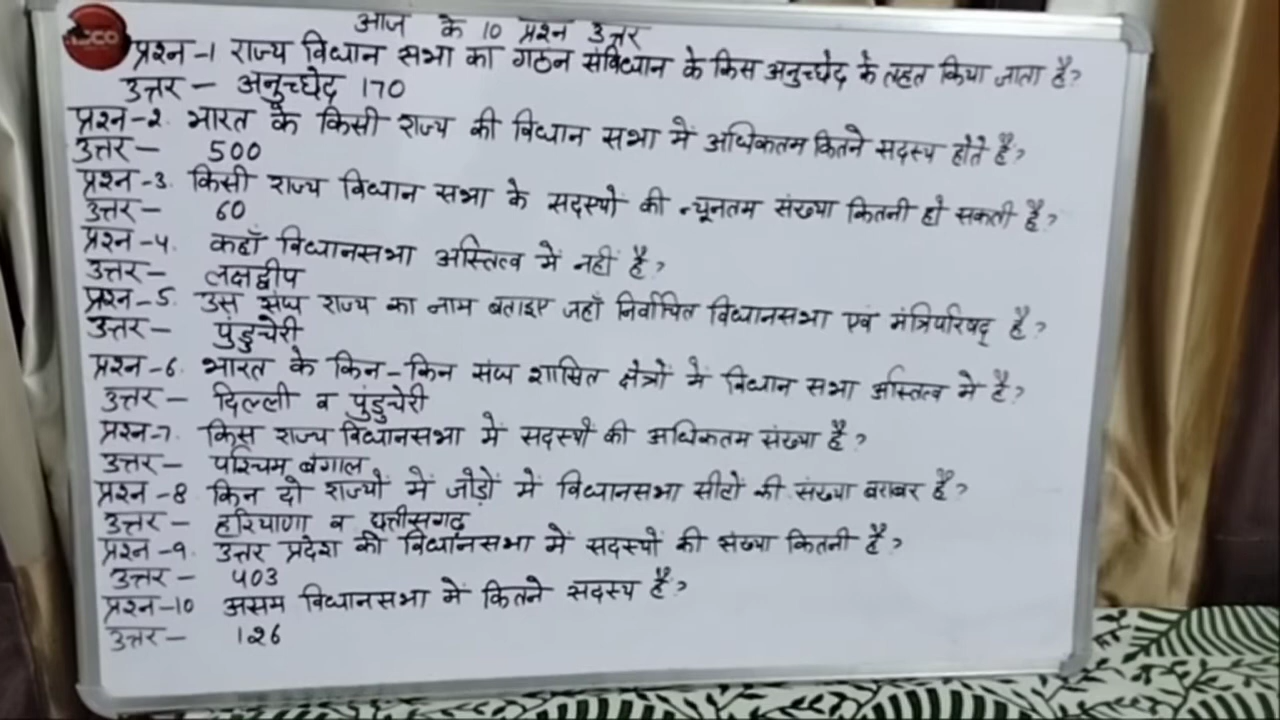 आज के 10 प्रश्न उत्तर
प्रश्न-1 राज्य विधान सभा का गठन संविधान के किस अनुच्छेद के तहत किया जाता है?
उत्तर - अनुच्छेद 170
प्रश्न-2. भारत के किसी राज्य की विधान सभा में अधिकतम कितने सदस्य होते हैं?
उत्तर- 500
प्रश्न-3. किसी राज्य विधान सभा के सदस्यों की न्यूनतम संख्या कितनी हो सकती है?
उत्तर- 60
प्रश्न-4. कहाँ विधानसभा अस्तित्व में नहीं है?
उत्तर- लक्षद्वीप
प्रश्न-5. उस संघ राज्य का नाम बताइए जहाँ निर्वाचित विधानसभा एवं मंत्रिपरिषद् है?
उत्तर- पुंडुचेरी
प्रश्न-6. भारत के किन-किन संघ शासित क्षेत्रों में विधान सभा अस्तित्व में है?
उत्तर- दिल्ली व पुंडुचेरी
प्रश्न-7. किस राज्य विधानसभा में सदस्यों की अधिकतम संख्या है?
उत्तर- पश्चिम बंगाल
प्रश्न-8 किन दो राज्यों में जोड़ों में विधानसभा सीटों की संख्या बराबर है?
उत्तर- हरियाणा व छत्तीसगढ़
प्रश्न-9. उत्तर प्रदेश की विधानसभा में सदस्यों की संख्या कितनी है?
उत्तर- 403
प्रश्न-10 असम विधानसभा में कितने सदस्य हैं?
उत्तर- 126